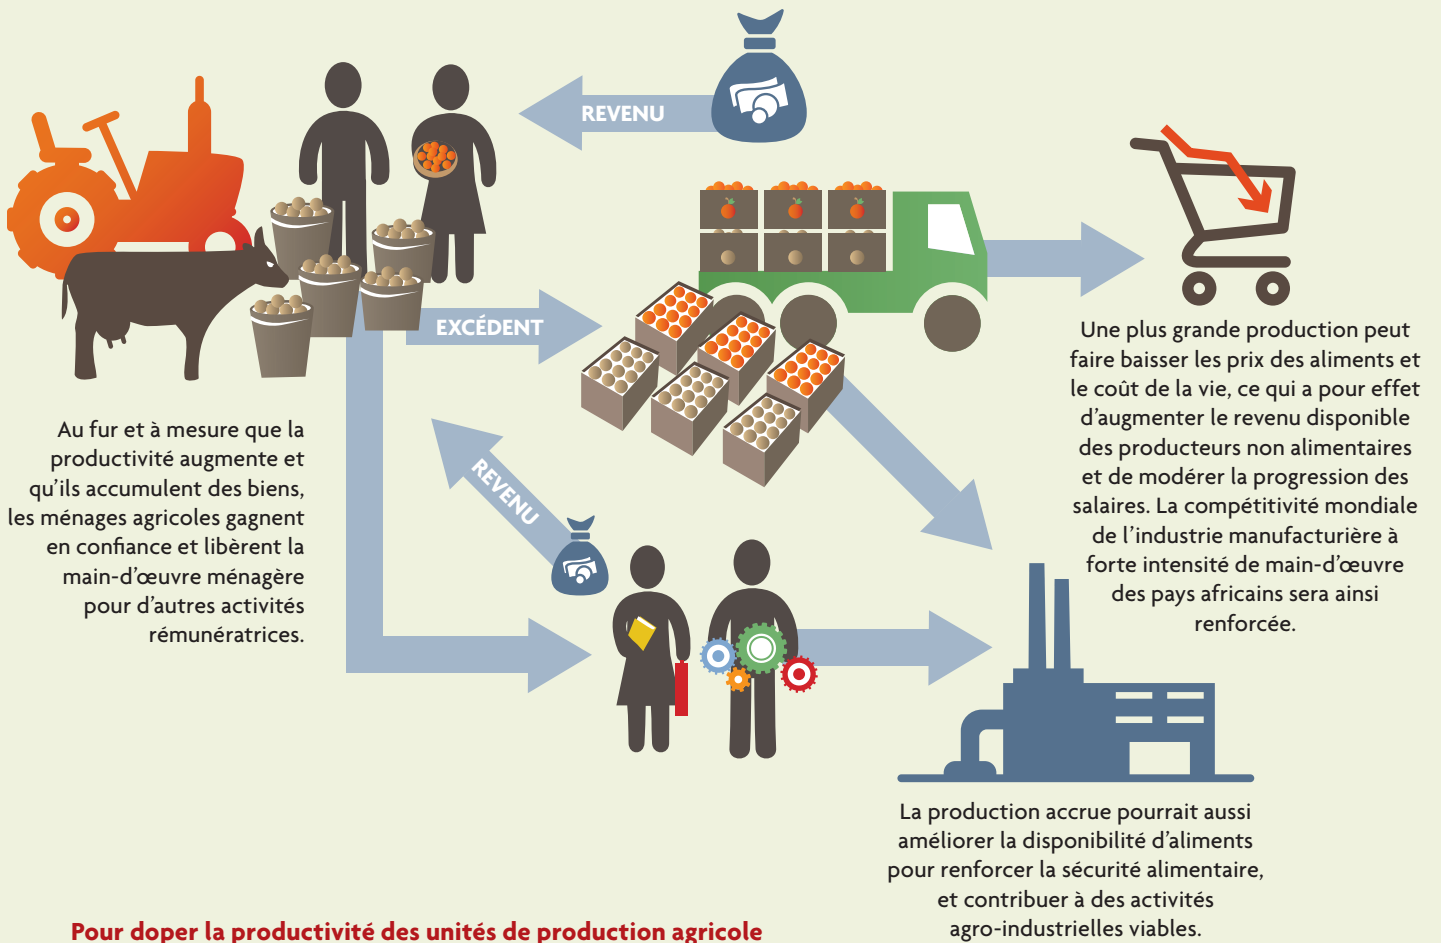 REVENU
EXCÉDENT
Une plus grande production peut
faire baisser les prix des aliments et
le coût de la vie, ce qui a pour effet
d’augmenter le revenu disponible
des producteurs non alimentaires
et de modérer la progression des
salaires. La compétitivité mondiale
de l’industrie manufacturière à
forte intensité de main-d’œuvre
des pays africains sera ainsi
renforcée.
Au fur et à mesure que la
productivité augmente et
qu’ils accumulent des biens,
les ménages agricoles gagnent
en confiance et libèrent la
main-d’œuvre ménagère
pour d’autres activités
rémunératrices.
REVENU
La production accrue pourrait aussi
améliorer la disponibilité d’aliments
pour renforcer la sécurité alimentaire,
et contribuer à des activités
agro-industrielles viables.
Pour doper la productivité des unités de production agricole